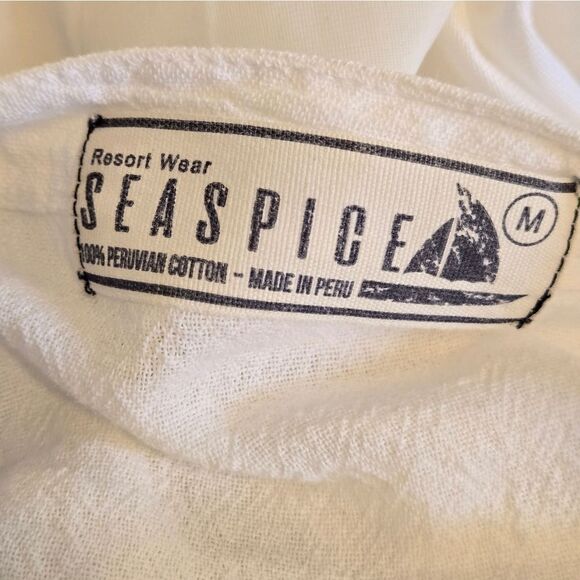 Resort Wear
SEASPICE
M
100% PERUVIAN COTTON - MADE IN PERU